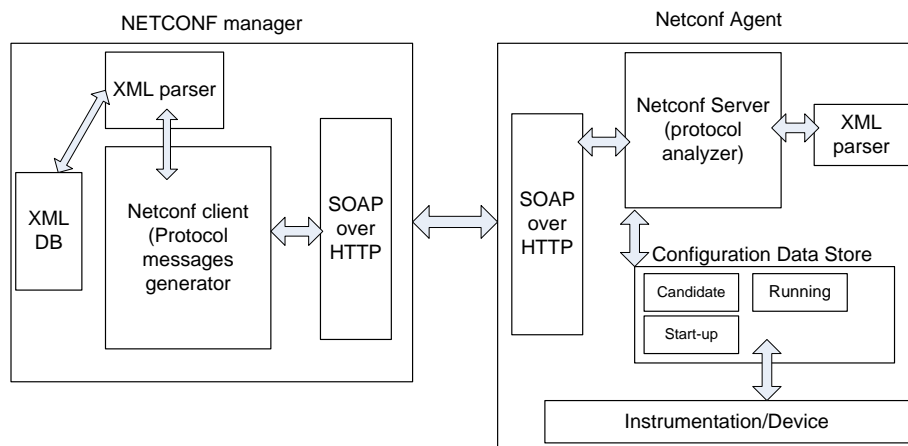 NETCONF manager
XML parser
XML
DB
Netconf client
(Protocol
messages
generator
SOAP
over
HTTP
Netconf Agent
SOAP
over
HTTP
Netconf Server
(protocol
analyzer)
XML
parser
Configuration Data Store
Candidate
Running
Start-up
Instrumentation/Device